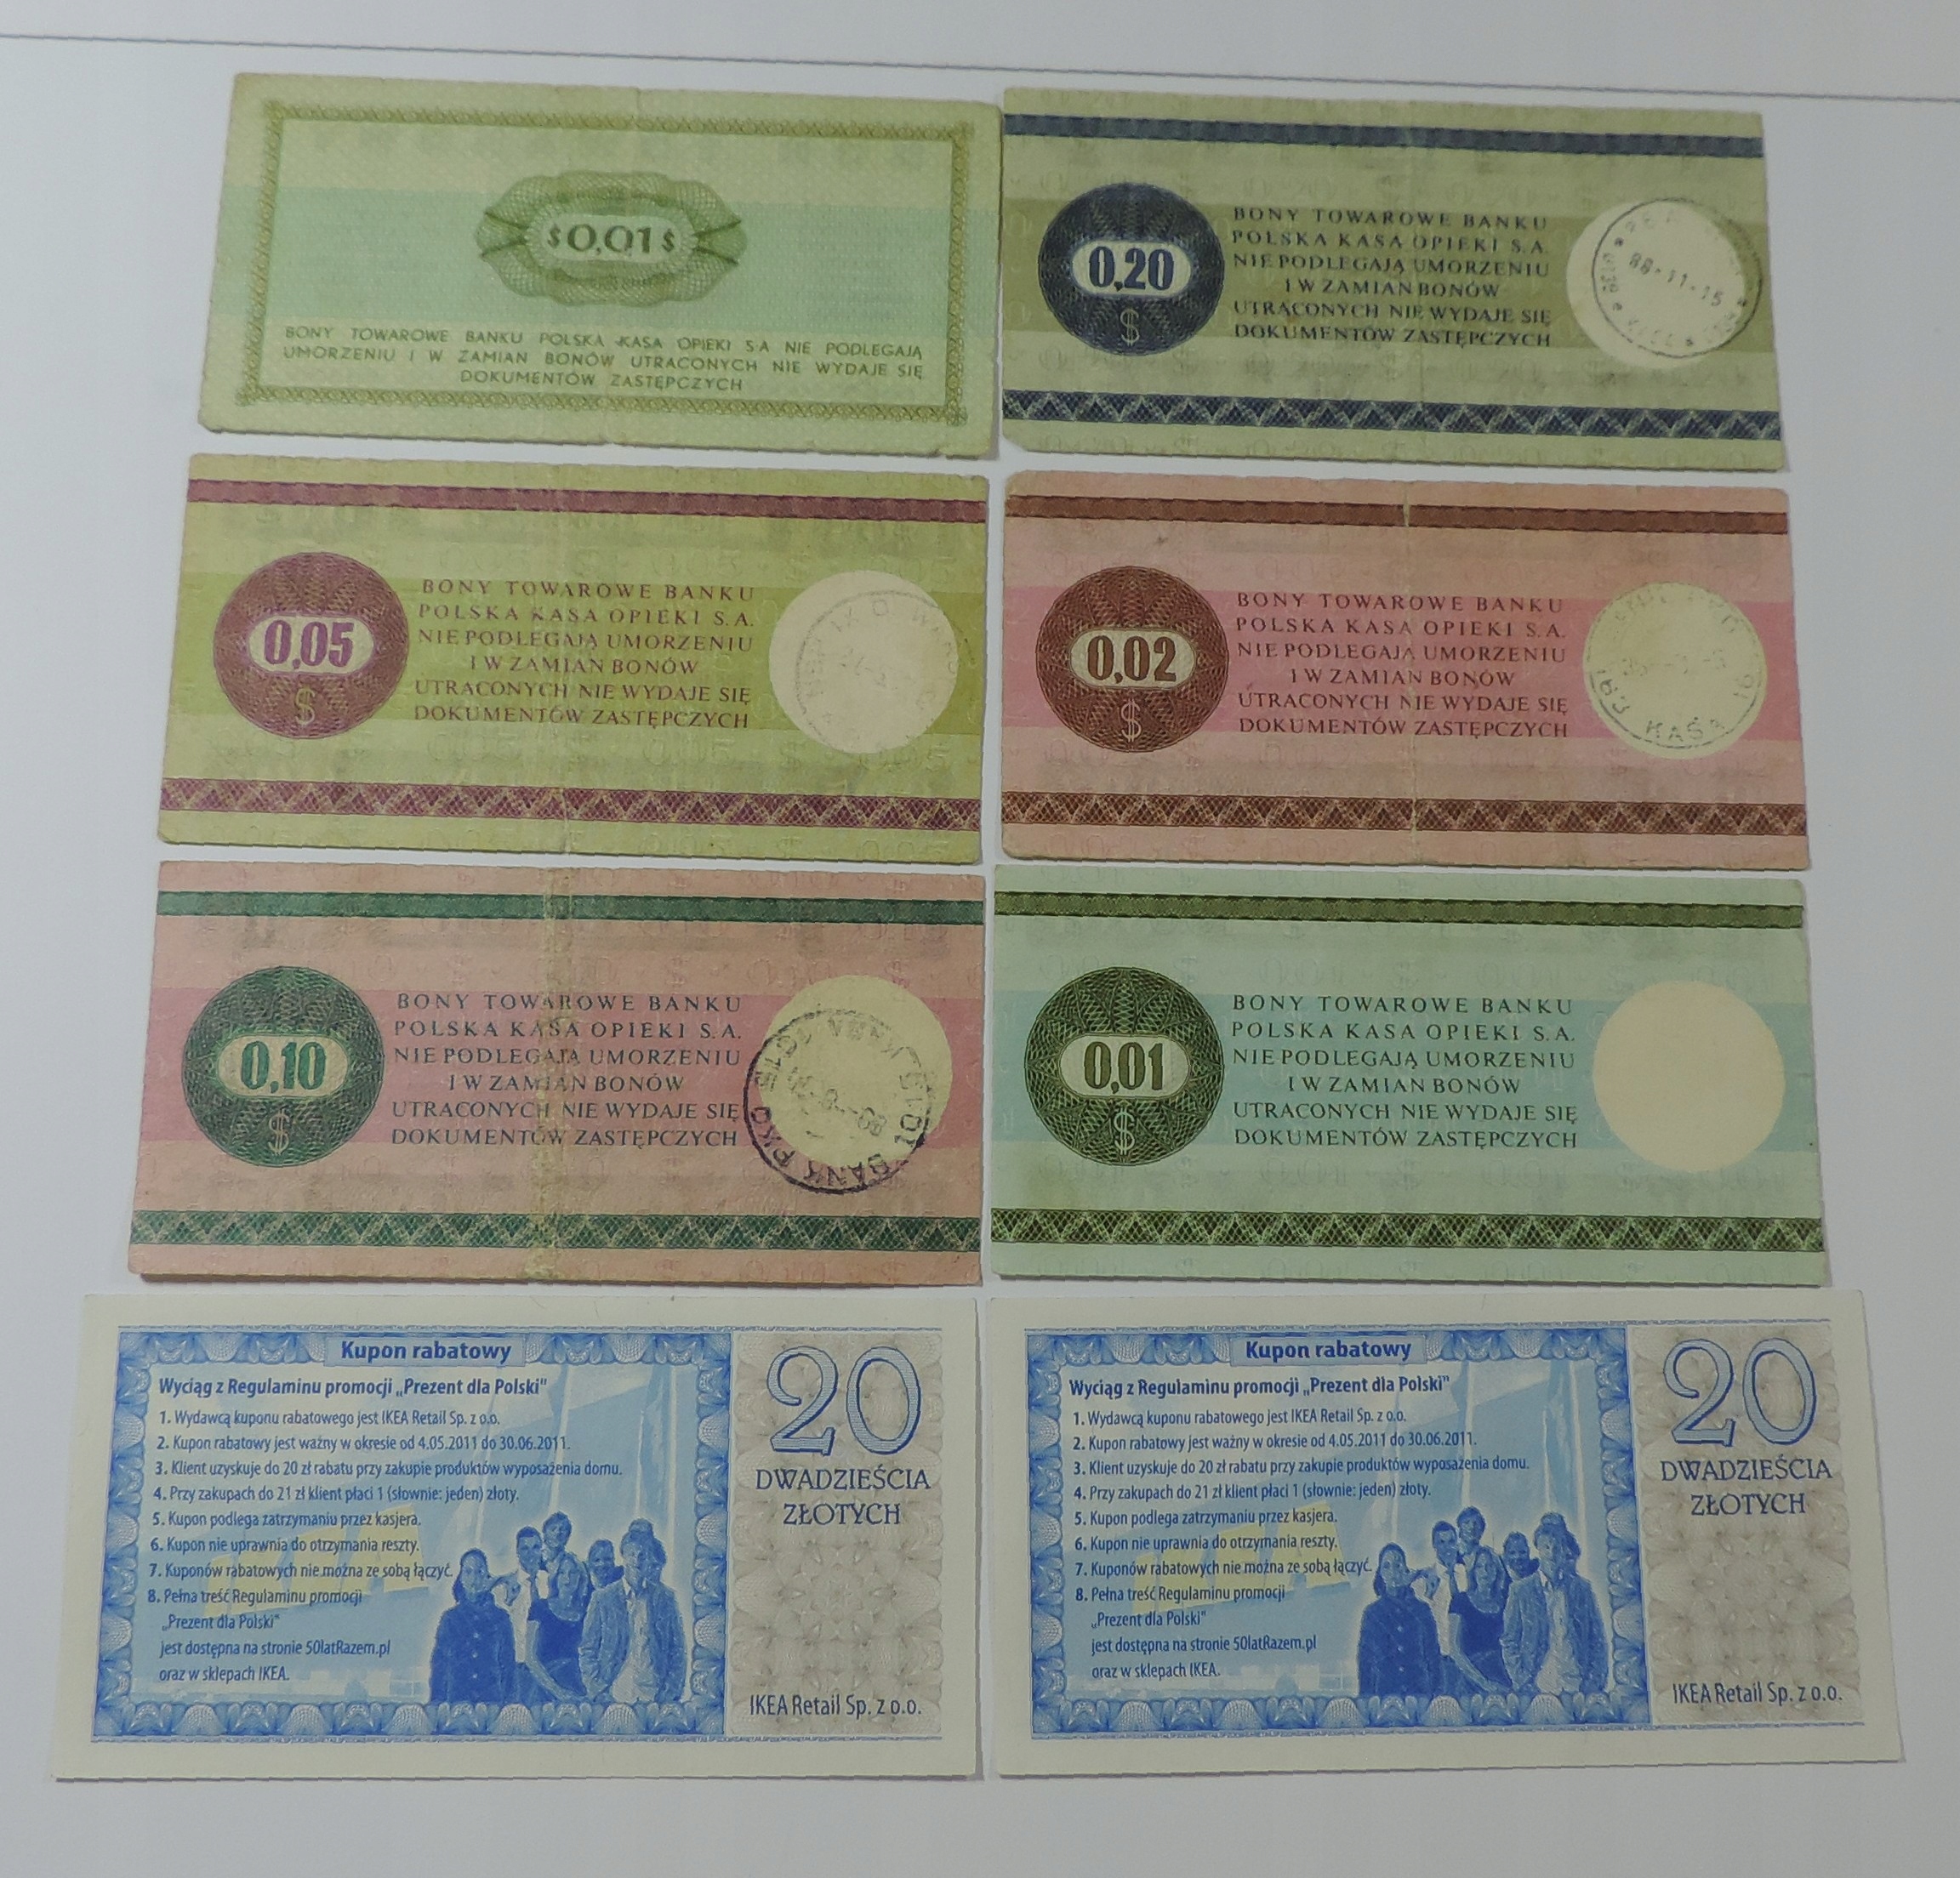 $0,01$
BONY TOWAROWE BANKU POLSKA KASA OPIEKI SA NIE PODLEGAJĄ
UMORZENIU I W ZAMIAN BONÓW UTRACONYCH NIE WYDAJE SIĘ
DOKUMENTÓW ZASTĘPCZYCH
0,20
$
BONY TOWAROWE BANKU
POLSKA KASA OPIEKI S.A.
NIE PODLEGAJĄ UMORZENIU
I W ZAMIAN BONÓW
UTRACONYCH NIE WYDAJE SIĘ
DOKUMENTÓW ZASTĘPCZYCH
88-11-15
0,05
$
BONY TOWAROWE BANKU
POLSKA KASA OPIEKI S.A.
NIE PODLEGAJĄ UMORZENIU
I W ZAMIAN BONÓW
UTRACONYCH NIE WYDAJE SIĘ
DOKUMENTÓW ZASTĘPCZYCH
0,02
$
BONY TOWAROWE BANKU
POLSKA KASA OPIEKI S.A.
NIE PODLEGAJĄ UMORZENIU
I W ZAMIAN BONÓW
UTRACONYCH NIE WYDAJE SIĘ
DOKUMENTÓW ZASTĘPCZYCH
163 KASA
0,10
$
BONY TOWAROWE BANKU
POLSKA KASA OPIEKI S.A.
NIE PODLEGAJĄ UMORZENIU
I W ZAMIAN BONÓW
UTRACONYCH NIE WYDAJE SIĘ
DOKUMENTÓW ZASTĘPCZYCH
BANK PKO
0,01
$
BONY TOWAROWE BANKU
POLSKA KASA OPIEKI S.A.
NIE PODLEGAJĄ UMORZENIU
I W ZAMIAN BONÓW
UTRACONYCH NIE WYDAJE SIĘ
DOKUMENTÓW ZASTĘPCZYCH
Kupon rabatowy
Wyciąg z Regulaminu promocji „Prezent dla Polski"
1. Wydawcą kuponu rabatowego jest IKEA Retail Sp. z o.o.
2. Kupon rabatowy jest ważny w okresie od 4.05.2011 do 30.06.2011.
3. Klient uzyskuje do 20 zł rabatu przy zakupie produktów wyposażenia domu.
4. Przy zakupach do 21 zł klient płaci 1 (słownie: jeden) złoty.
5. Kupon podlega zatrzymaniu przez kasjera.
6. Kupon nie uprawnia do otrzymania reszty.
7. Kuponów rabatowych nie można ze sobą łączyć.
8. Pełna treść Regulaminu promocji
„Prezent dla Polski"
jest dostępna na stronie 50latRazem.pl
oraz w sklepach IKEA.
20
DWADZIEŚCIA
ZŁOTYCH
IKEA Retail Sp. z o.o.
Kupon rabatowy
Wyciąg z Regulaminu promocji „Prezent dla Polski"
1. Wydawcą kuponu rabatowego jest IKEA Retail Sp. z o.o.
2. Kupon rabatowy jest ważny w okresie od 4.05.2011 do 30.06.2011.
3. Klient uzyskuje do 20 zł rabatu przy zakupie produktów wyposażenia domu.
4. Przy zakupach do 21 zł klient płaci 1 (słownie: jeden) złoty.
5. Kupon podlega zatrzymaniu przez kasjera.
6. Kupon nie uprawnia do otrzymania reszty.
7. Kuponów rabatowych nie można ze sobą łączyć.
8. Pełna treść Regulaminu promocji
„Prezent dla Polski"
jest dostępna na stronie 50latRazem.pl
oraz w sklepach IKEA.
20
DWADZIEŚCIA
ZŁOTYCH
IKEA Retail Sp. z o.o.